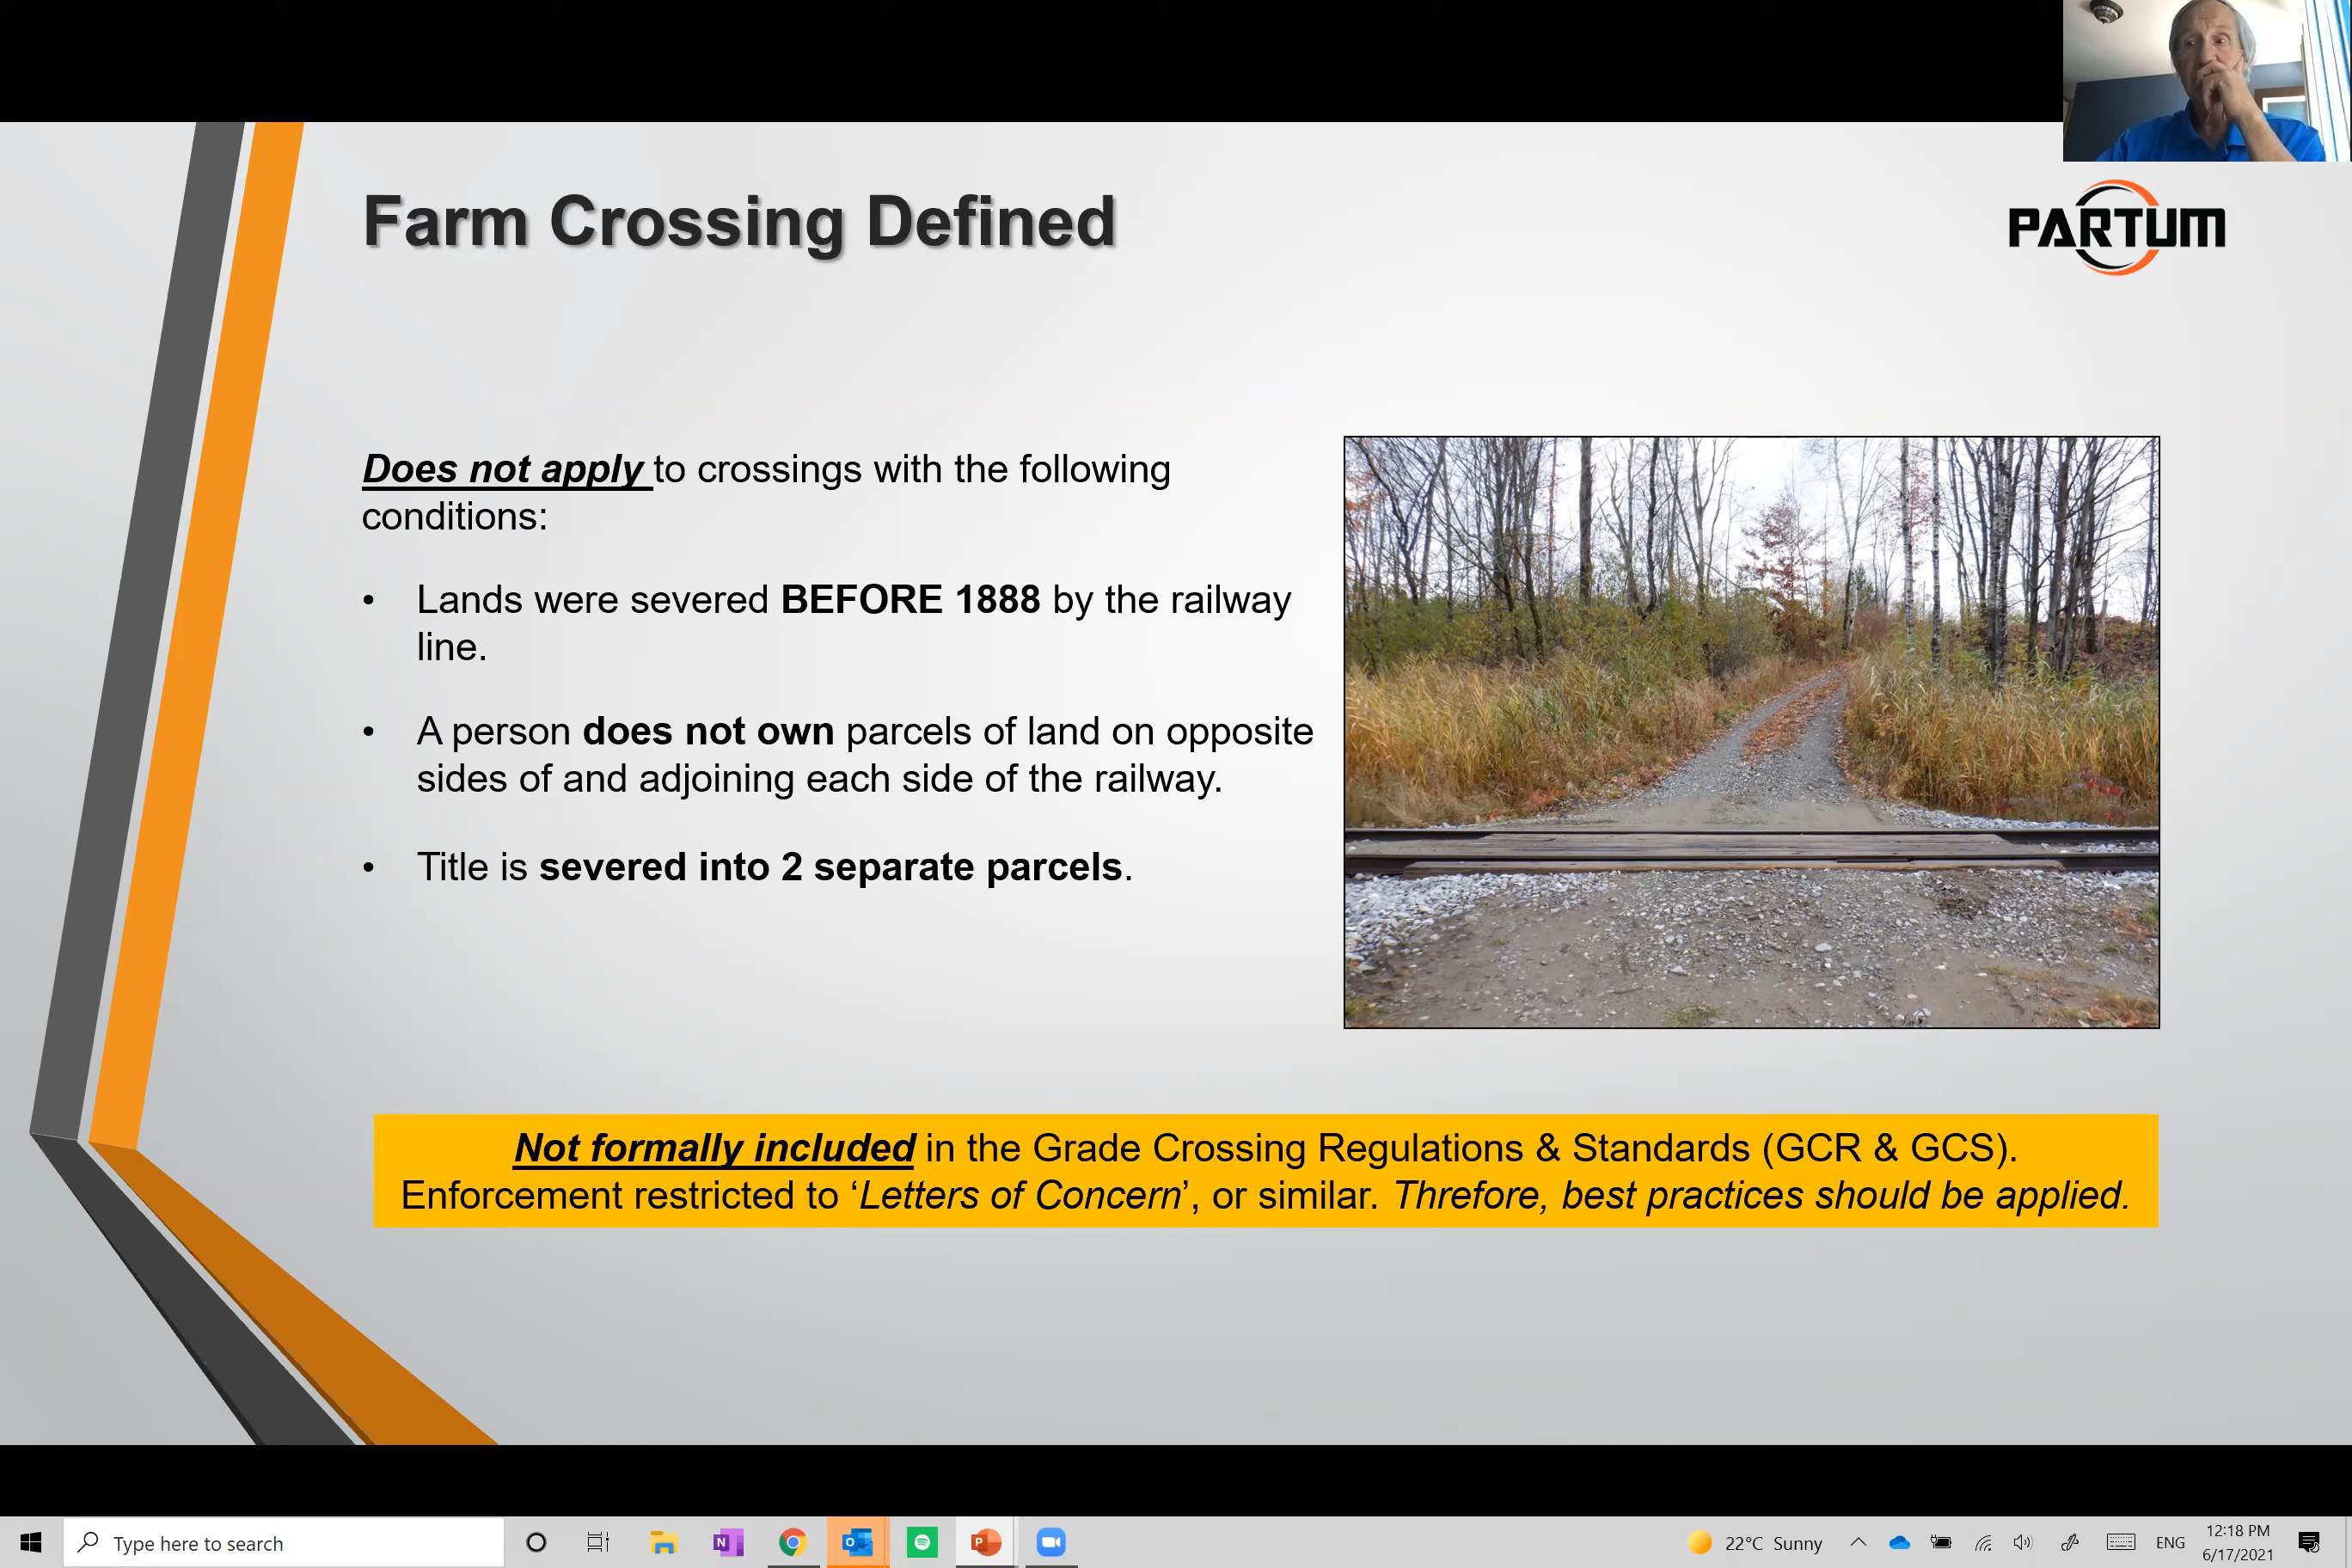 Farm Crossing Defined
PARTUM
Does not apply to crossings with the following
conditions:
• Lands were severed BEFORE 1888 by the railway
line.
• A person does not own parcels of land on opposite
sides of and adjoining each side of the railway.
• Title is severed into 2 separate parcels.
Not formally included in the Grade Crossing Regulations & Standards (GCR & GCS).
Enforcement restricted to ‘Letters of Concern’, or similar. Threfore, best practices should be applied.
Type here to search
22°C Sunny
ENG
12:18 PM
6/17/2021